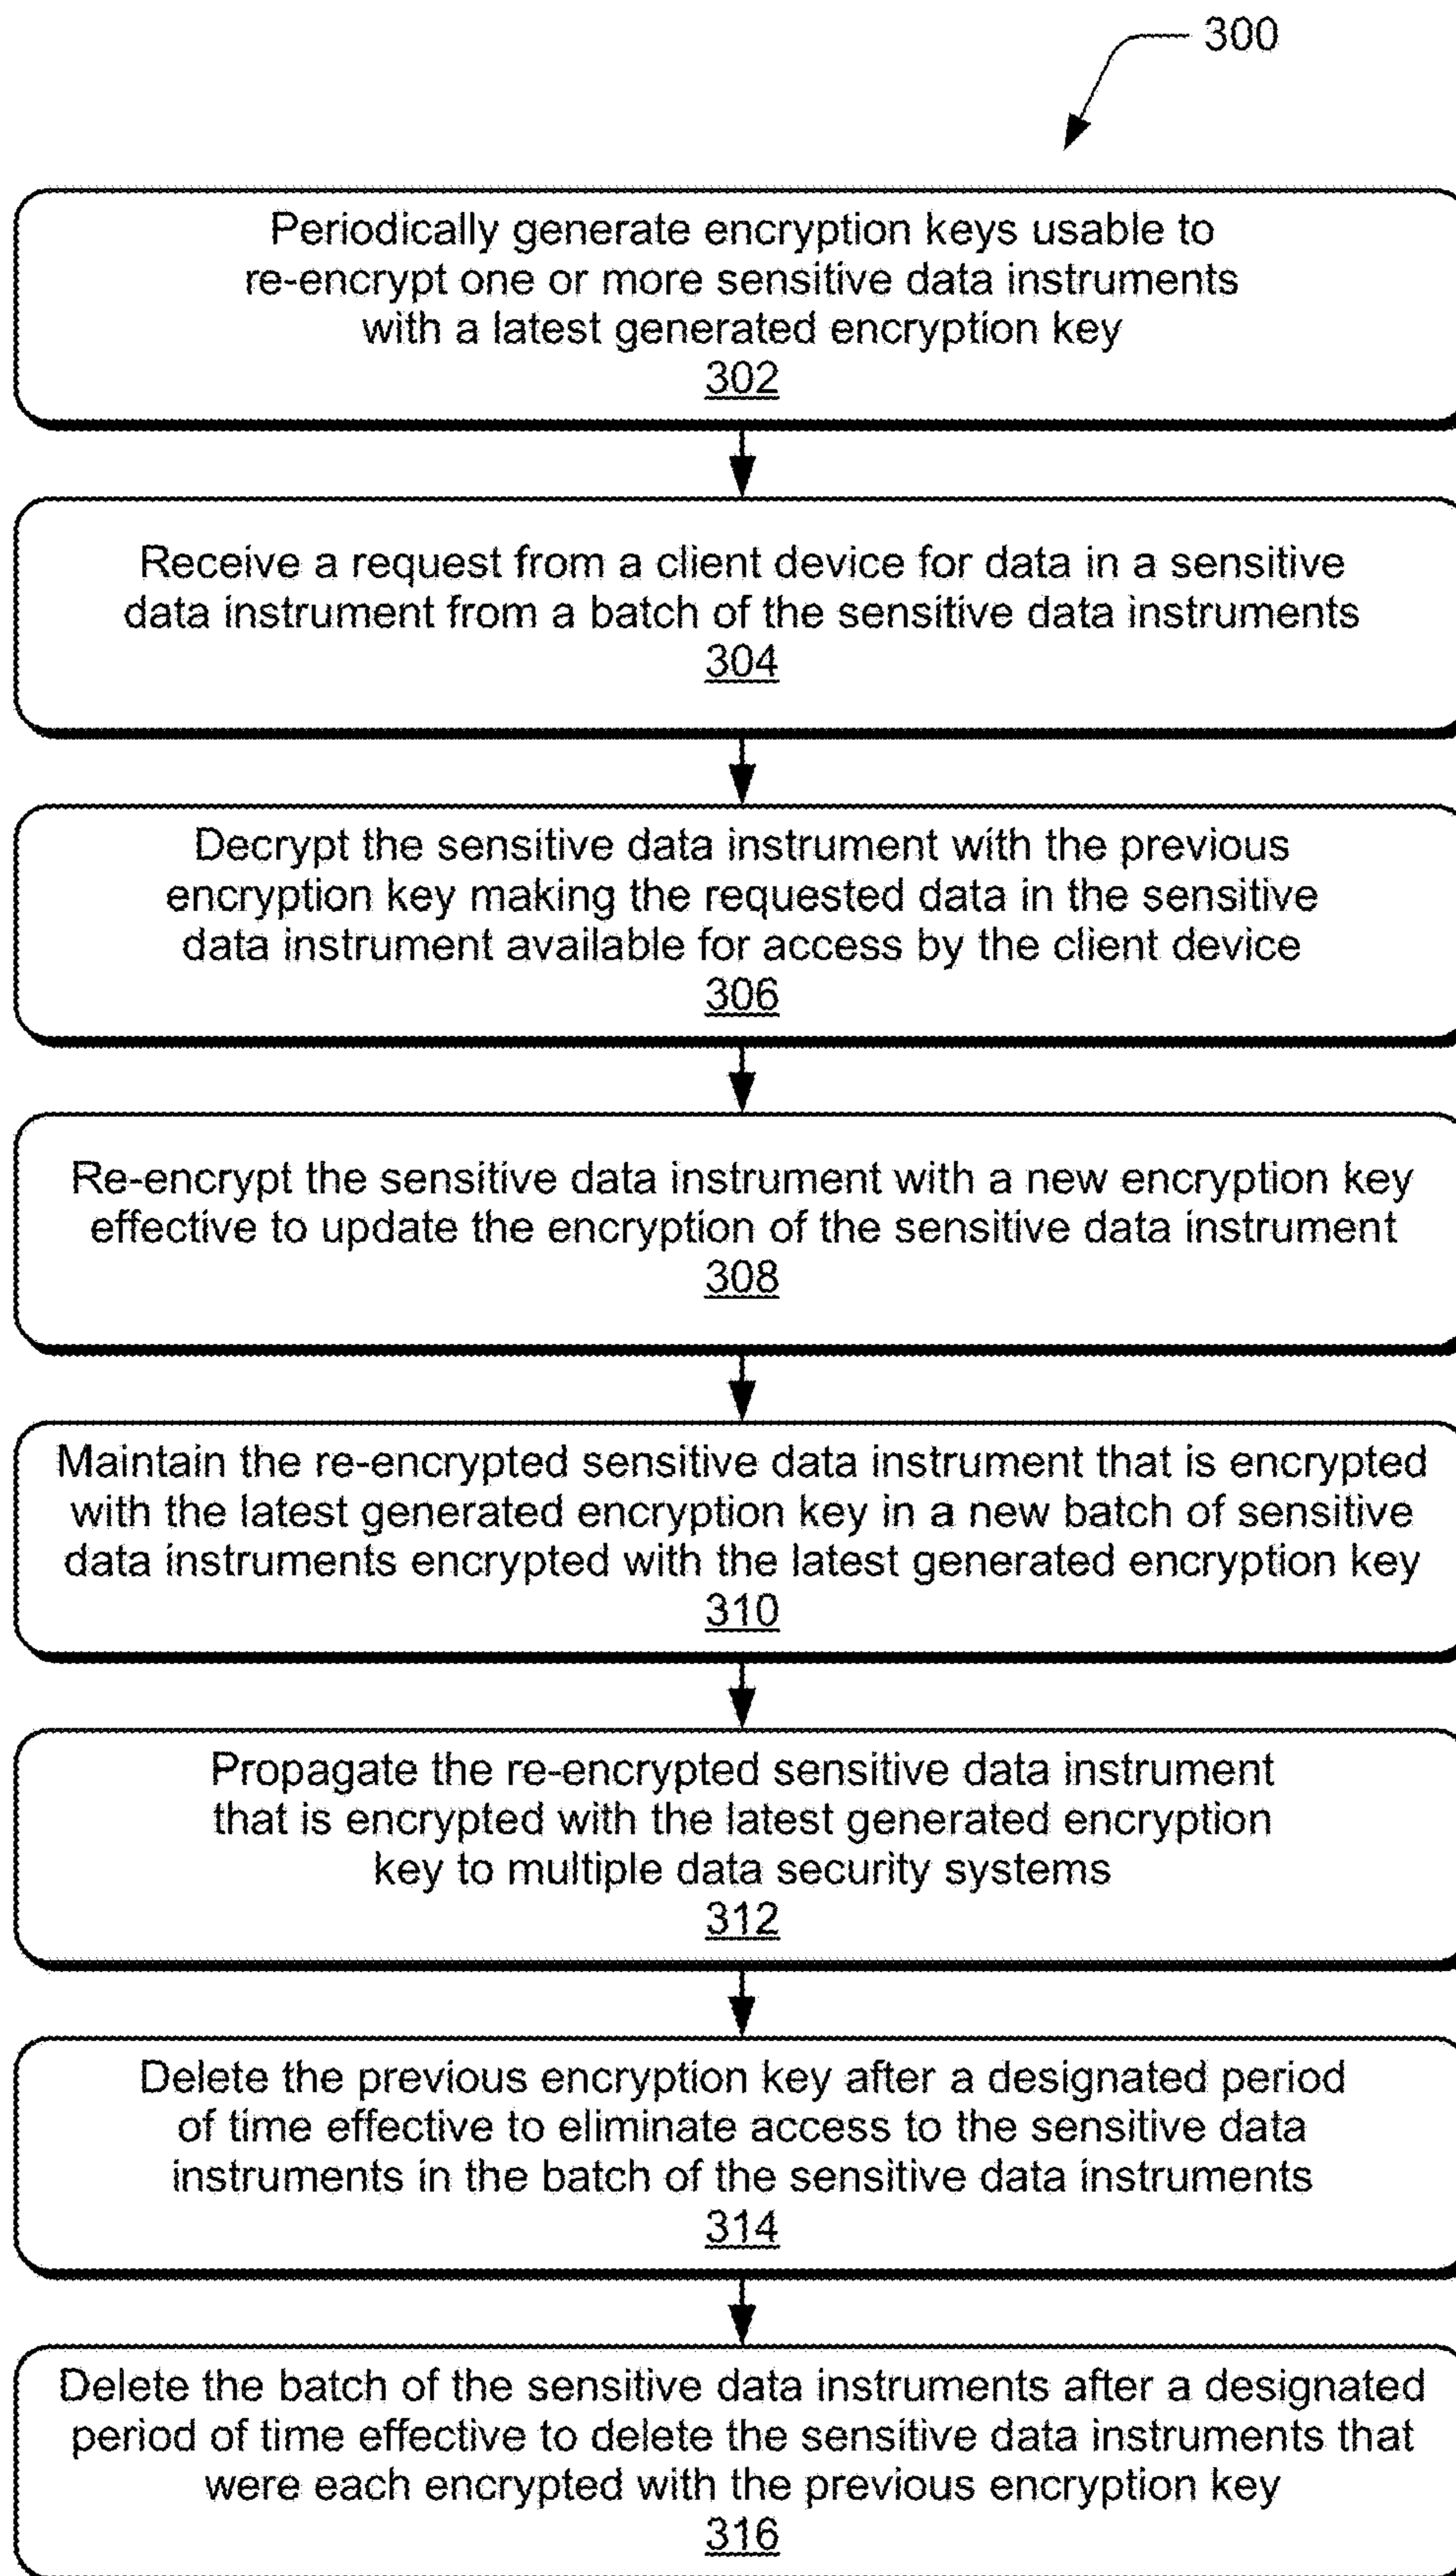 300
Periodically generate encryption keys usable to
re-encrypt one or more sensitive data instruments
with a latest generated encryption key
302
Receive a request from a client device for data in a sensitive
data instrument from a batch of the sensitive data instruments
304
Decrypt the sensitive data instrument with the previous
encryption key making the requested data in the sensitive
data instrument available for access by the client device
306
Re-encrypt the sensitive data instrument with a new encryption key
effective to update the encryption of the sensitive data instrument
308
Maintain the re-encrypted sensitive data instrument that is encrypted
with the latest generated encryption key in a new batch of sensitive
data instruments encrypted with the latest generated encryption key
310
Propagate the re-encrypted sensitive data instrument
that is encrypted with the latest generated encryption
key to multiple data security systems
312
Delete the previous encryption key after a designated period
of time effective to eliminate access to the sensitive data
instruments in the batch of the sensitive data instruments
314
Delete the batch of the sensitive data instruments after a designated
period of time effective to delete the sensitive data instruments that
were each encrypted with the previous encryption key
316